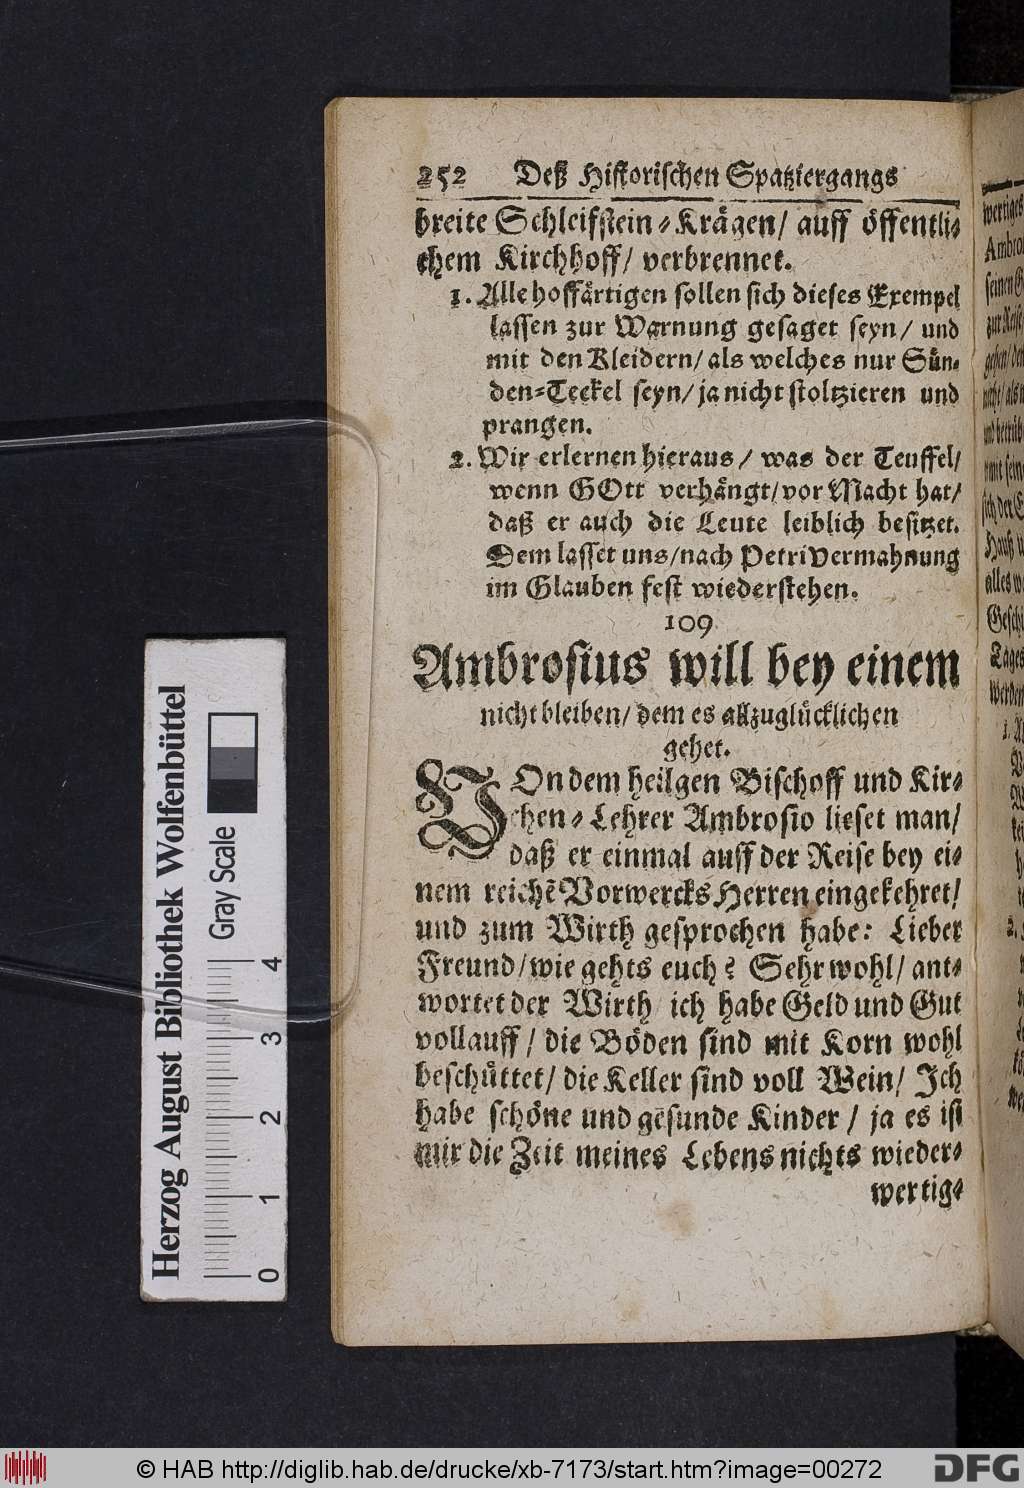 252 Deß Historischen Spatziergangs
breite Schleifstein-Krägen/ auff öffentli-
chem Kirchhoff/ verbrennet.
1. Alle hoffärtigen sollen sich dieses Exempel
lassen zur Warnung gesaget seyn/ und
mit den Kleidern/ als welches nur Sün-
den-Teckel seyn/ ja nicht stoltzieren und
prangen.
2. Wir erlernen hieraus/ was der Teuffel/
wenn GOtt verhängt/ vor Macht hat/
daß er auch die Leute leiblich besitzet.
Dem lasset uns/ nach Petri Vermahnung
im Glauben fest wiederstehen.
109
Ambrosius will bey einem
nicht bleiben/ dem es allzuglücklichen
gehet.
VOn dem heilgen Bischoff und Kir-
chen-Lehrer Ambrosio lieset man/
daß er einmal auff der Reise bey ei-
nem reichē Vorwercks Herren eingekehret/
und zum Wirth gesprochen habe: Lieber
Freund/ wie gehts euch? Sehr wohl/ ant-
wortet der Wirth/ ich habe Geld und Gut
vollauff/ die Böden sind mit Korn wohl
beschüttet/ die Keller sind voll Wein/ Ich
habe schöne und gesunde Kinder/ ja es ist
mir die Zeit meines Lebens nichts wieder-
wertig-
wertiges
seinen
zur Reise
alles
Tages
werden
Herzog August Bibliothek Wolfenbüttel
Gray Scale
0 1 2 3 4
© HAB http://diglib.hab.de/drucke/xb-7173/start.htm?image=00272
DFG